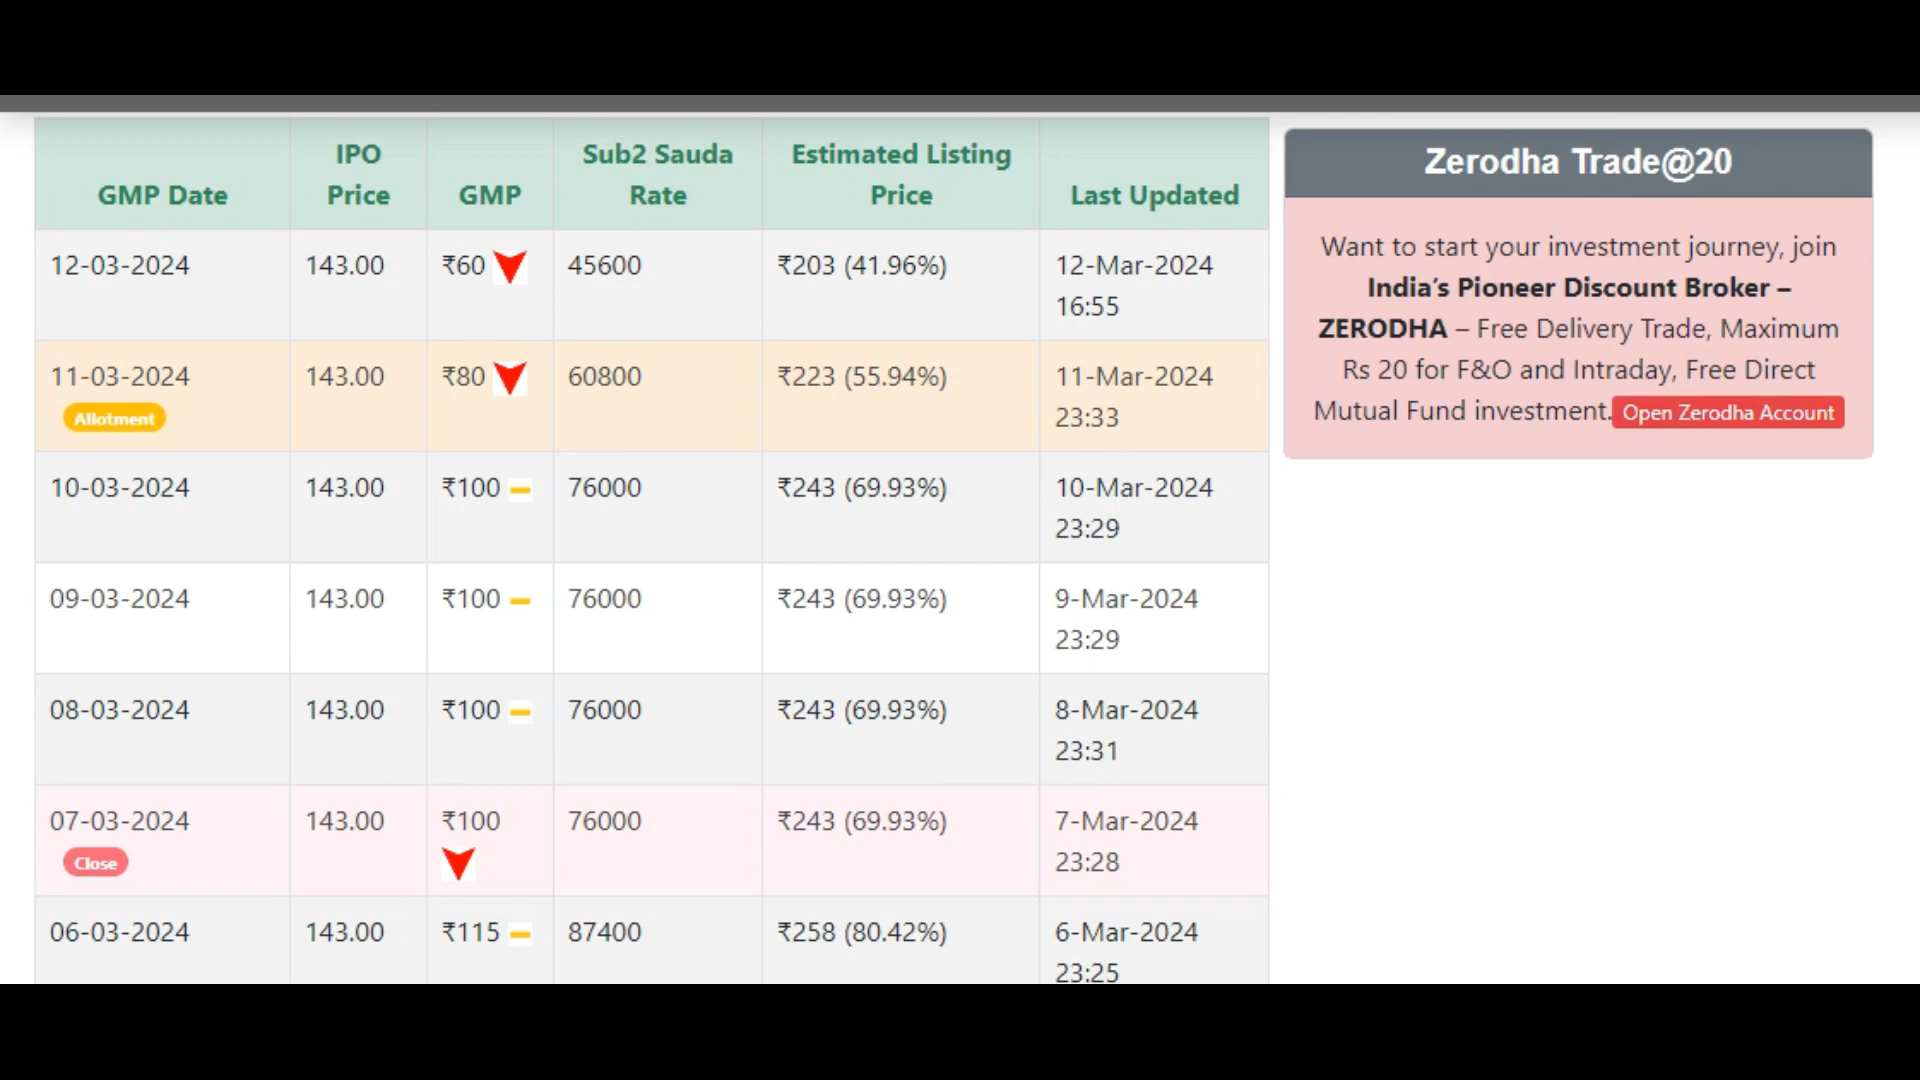 GMP Date
IPO
Price
GMP
Sub2 Sauda
Rate
Estimated Listing
Price
Last Updated
12-03-2024
143.00
₹60
45600
₹203 (41.96%)
12-Mar-2024
16:55
11-03-2024
Allotment
143.00
₹80
60800
₹223 (55.94%)
11-Mar-2024
23:33
10-03-2024
143.00
₹100
76000
₹243 (69.93%)
10-Mar-2024
23:29
09-03-2024
143.00
₹100
76000
₹243 (69.93%)
9-Mar-2024
23:29
08-03-2024
143.00
₹100
76000
₹243 (69.93%)
8-Mar-2024
23:31
07-03-2024
Close
143.00
₹100
76000
₹243 (69.93%)
7-Mar-2024
23:28
06-03-2024
143.00
₹115
87400
₹258 (80.42%)
6-Mar-2024
23:25
Zerodha Trade@20
Want to start your investment journey, join
India’s Pioneer Discount Broker –
ZERODHA – Free Delivery Trade, Maximum
Rs 20 for F&O and Intraday, Free Direct
Mutual Fund investment. Open Zerodha Account